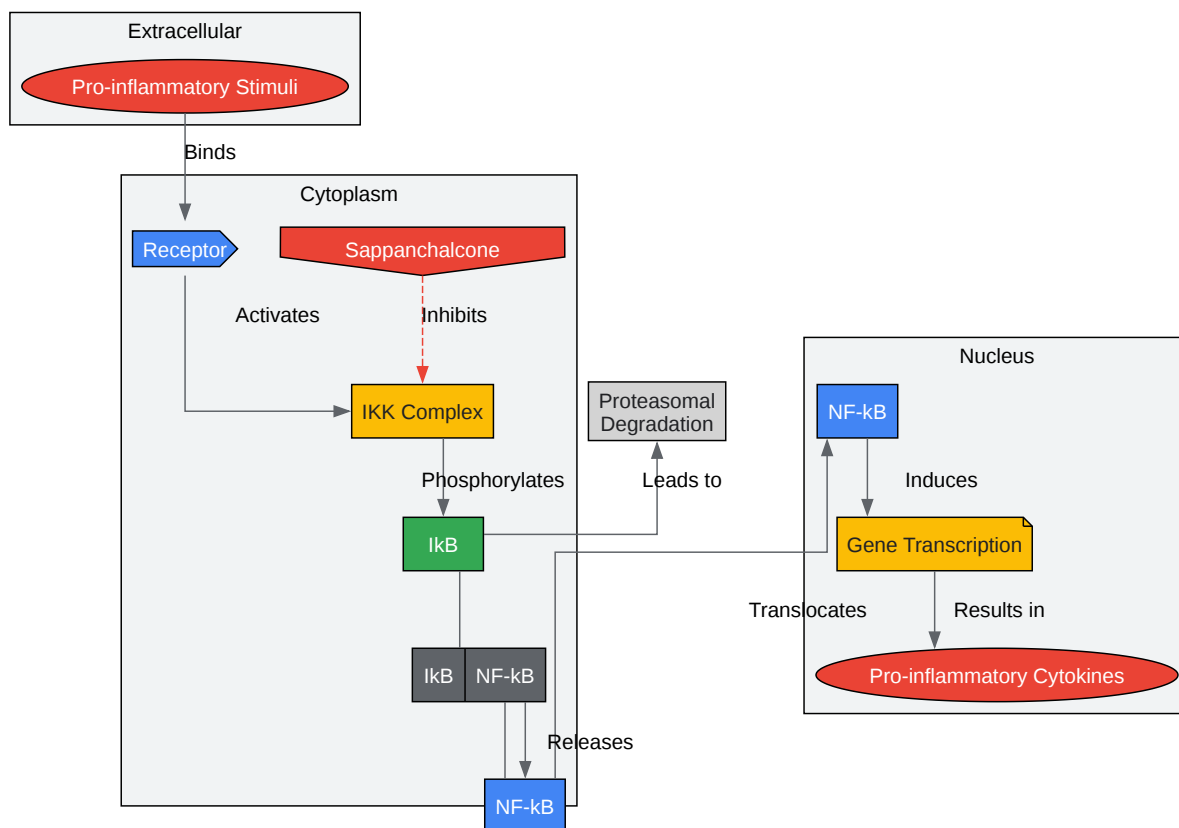 Extracellular
Pro-inflammatory Stimuli
Binds
Cytoplasm
Receptor
Sappanchalcone
Activates
Inhibits
IKK Complex
Proteasomal
Degradation
Phosphorylates
Leads to
IkB
IkB
NF-kB
Releases
NF-kB
Translocates
Nucleus
NF-kB
Induces
Gene Transcription
Results in
Pro-inflammatory Cytokines